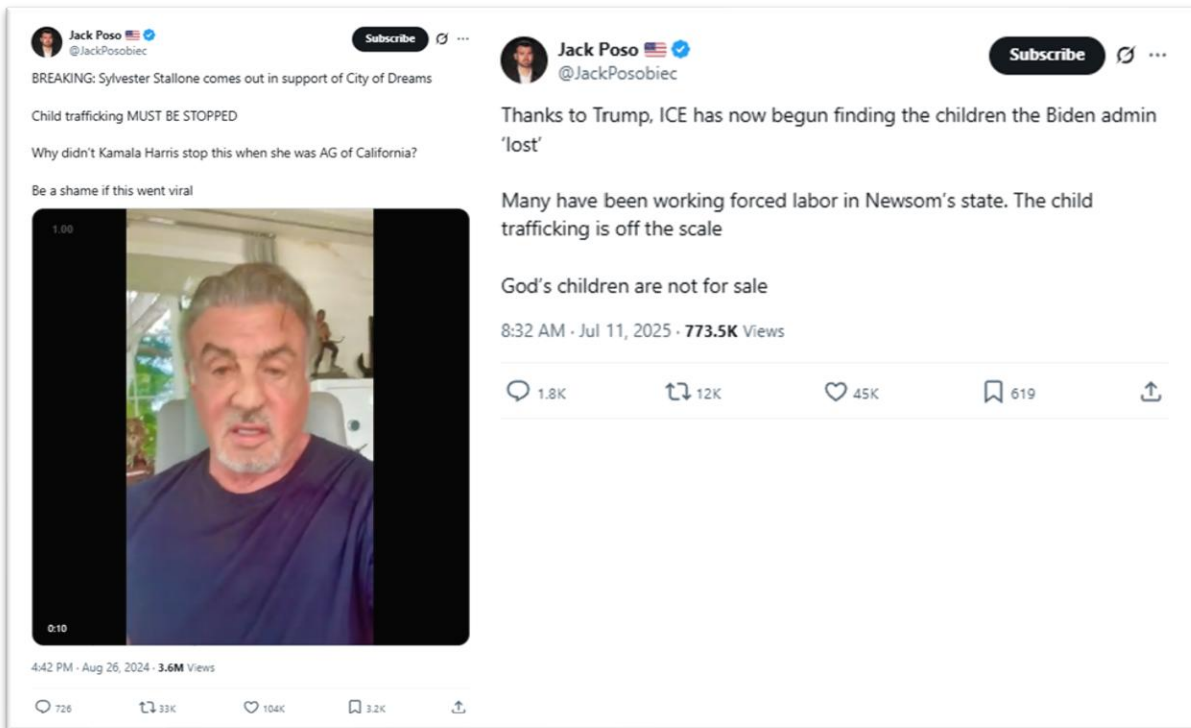 Jack Poso 🇺🇸
@JackPosobiec
Subscribe
BREAKING: Sylvester Stallone comes out in support of City of Dreams
Child trafficking MUST BE STOPPED
Why didn't Kamala Harris stop this when she was AG of California?
Be a shame if this went viral
1.00
0:10
4:42 PM · Aug 26, 2024 · 3.6M Views
726
33K
104K
3.2K
Jack Poso 🇺🇸
@JackPosobiec
Subscribe
Thanks to Trump, ICE has now begun finding the children the Biden admin
'lost'
Many have been working forced labor in Newsom's state. The child
trafficking is off the scale
God's children are not for sale
8:32 AM · Jul 11, 2025 · 773.5K Views
1.8K
12K
45K
619